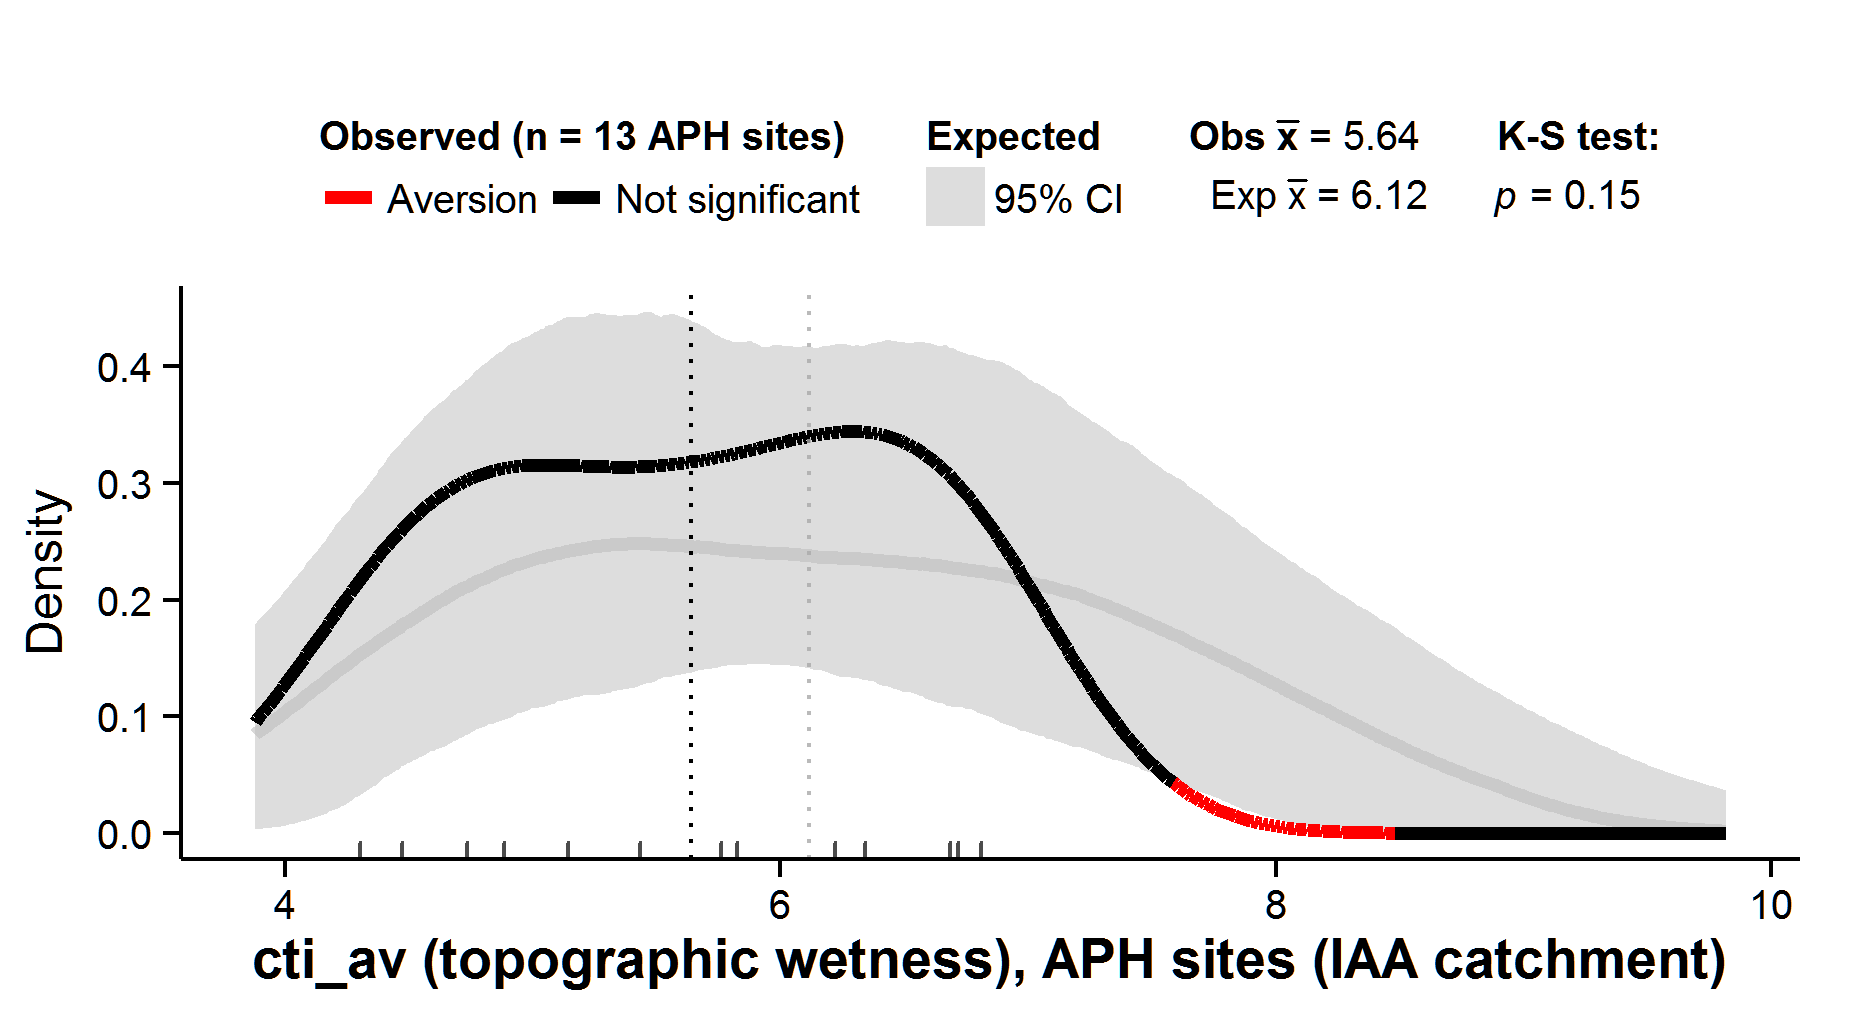 Observed (n = 13 APH sites) Expected Obs x̅ = 5.64 K-S test:
Aversion Not significant 95% CI Exp x̅ = 6.12 p = 0.15
0.4
0.3
0.2
0.1
0.0
Density
4 6 8 10
cti_av (topographic wetness), APH sites (IAA catchment)